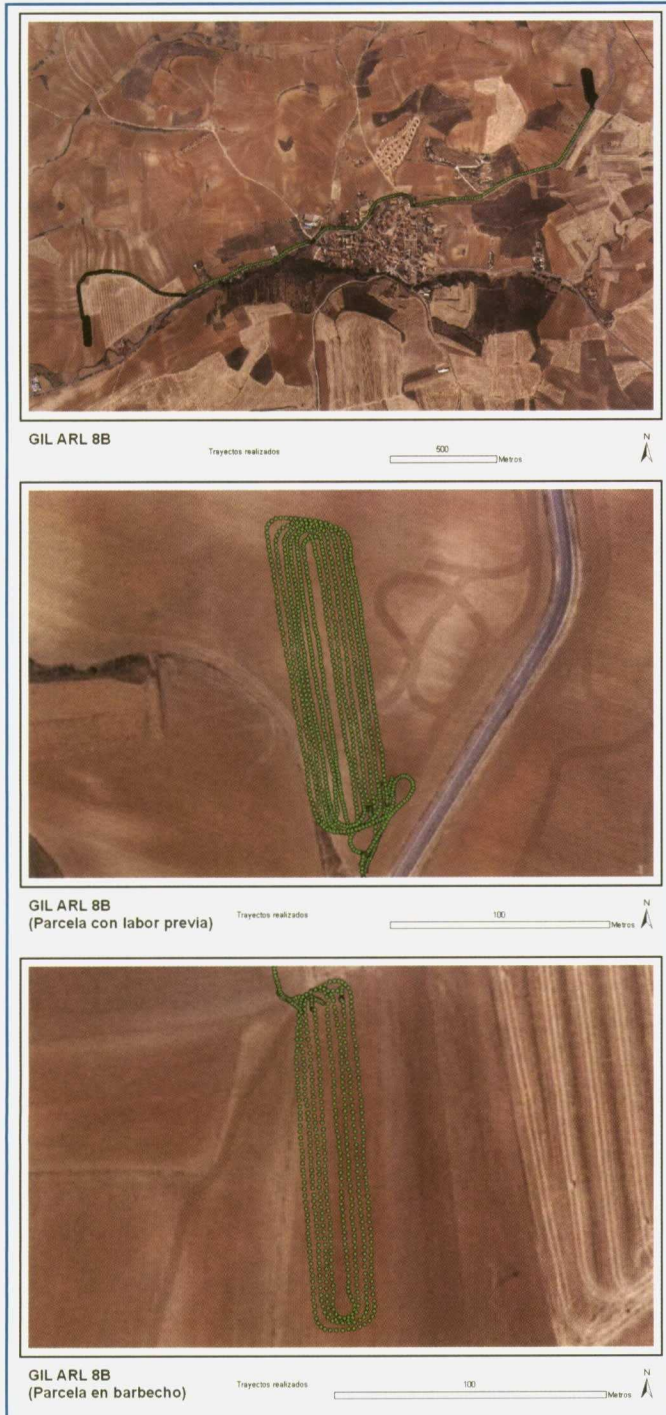 GIL ARL 8B
Trayectos realizados
500
Metros
N
GIL ARL 8B
(Parcela con labor previa)
Trayectos realizados
100
Metros
N
GIL ARL 8B
(Parcela en barbecho)
Trayectos realizados
100
Metros
N